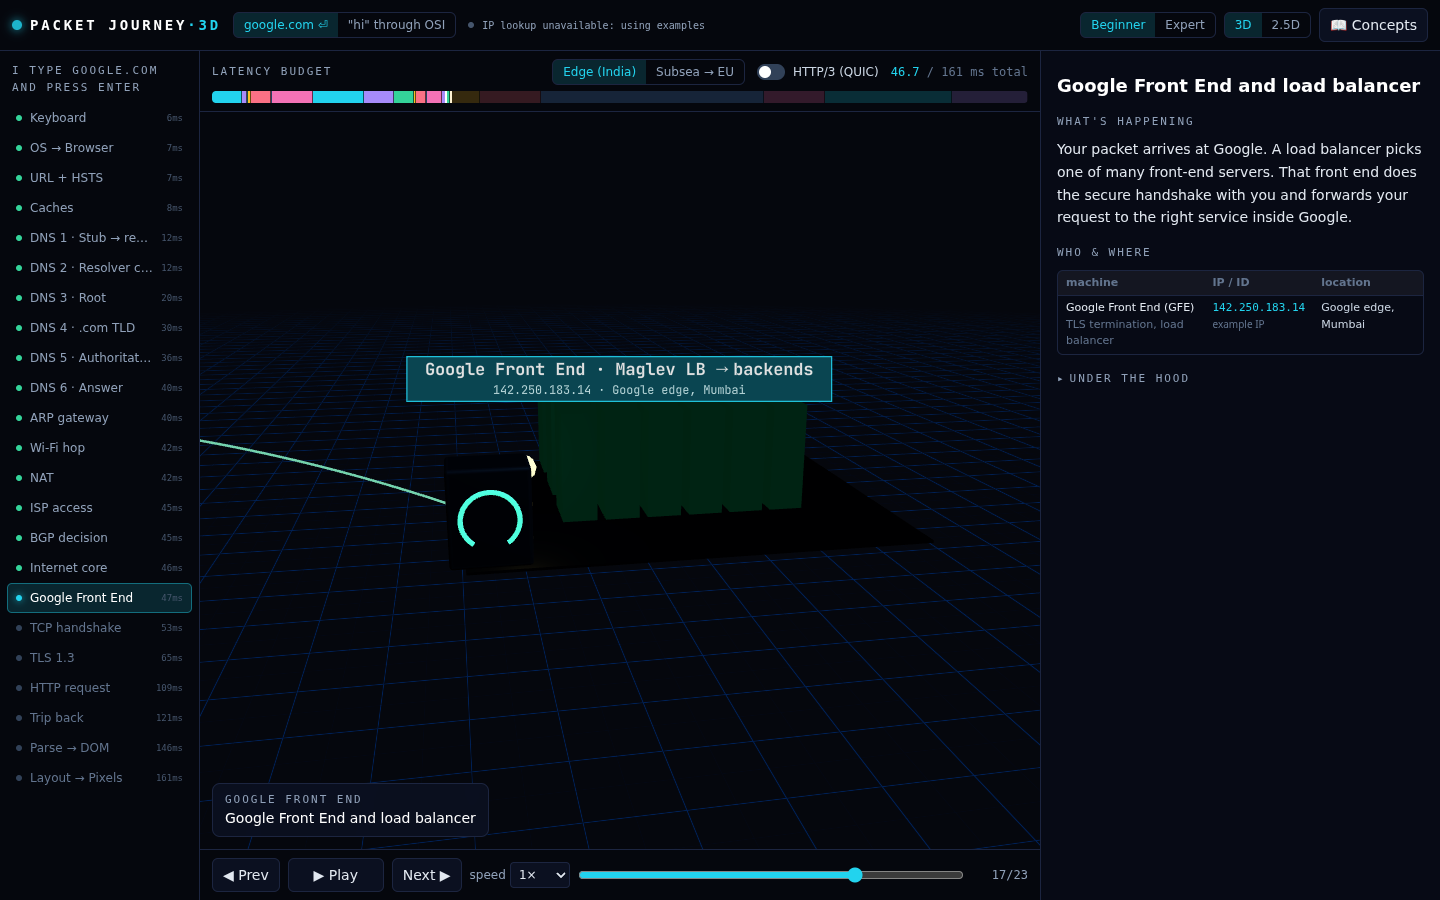 PACKET JOURNEY·3D
google.com ⏎
"hi" through OSI
IP lookup unavailable: using examples
Beginner
Expert
3D
2.5D
📖 Concepts
I TYPE GOOGLE.COM
AND PRESS ENTER
Keyboard 6ms
OS → Browser 7ms
URL + HSTS 7ms
Caches 8ms
DNS 1 · Stub → re… 12ms
DNS 2 · Resolver c… 12ms
DNS 3 · Root 20ms
DNS 4 · .com TLD 30ms
DNS 5 · Authoritat… 36ms
DNS 6 · Answer 40ms
ARP gateway 40ms
Wi-Fi hop 42ms
NAT 42ms
ISP access 45ms
BGP decision 45ms
Internet core 46ms
Google Front End 47ms
TCP handshake 53ms
TLS 1.3 65ms
HTTP request 109ms
Trip back 121ms
Parse → DOM 146ms
Layout → Pixels 161ms
LATENCY BUDGET
Edge (India)
Subsea → EU
HTTP/3 (QUIC)
46.7 / 161 ms total
Google Front End · Maglev LB → backends
142.250.183.14 · Google edge, Mumbai
GOOGLE FRONT END
Google Front End and load balancer
◀ Prev
▶ Play
Next ▶
speed
1×
17/23
Google Front End and load balancer
WHAT'S HAPPENING
Your packet arrives at Google. A load balancer picks
one of many front-end servers. That front end does
the secure handshake with you and forwards your
request to the right service inside Google.
WHO & WHERE
machine IP / ID location
Google Front End (GFE) 142.250.183.14 Google edge,
TLS termination, load example IP Mumbai
balancer
▸ UNDER THE HOOD